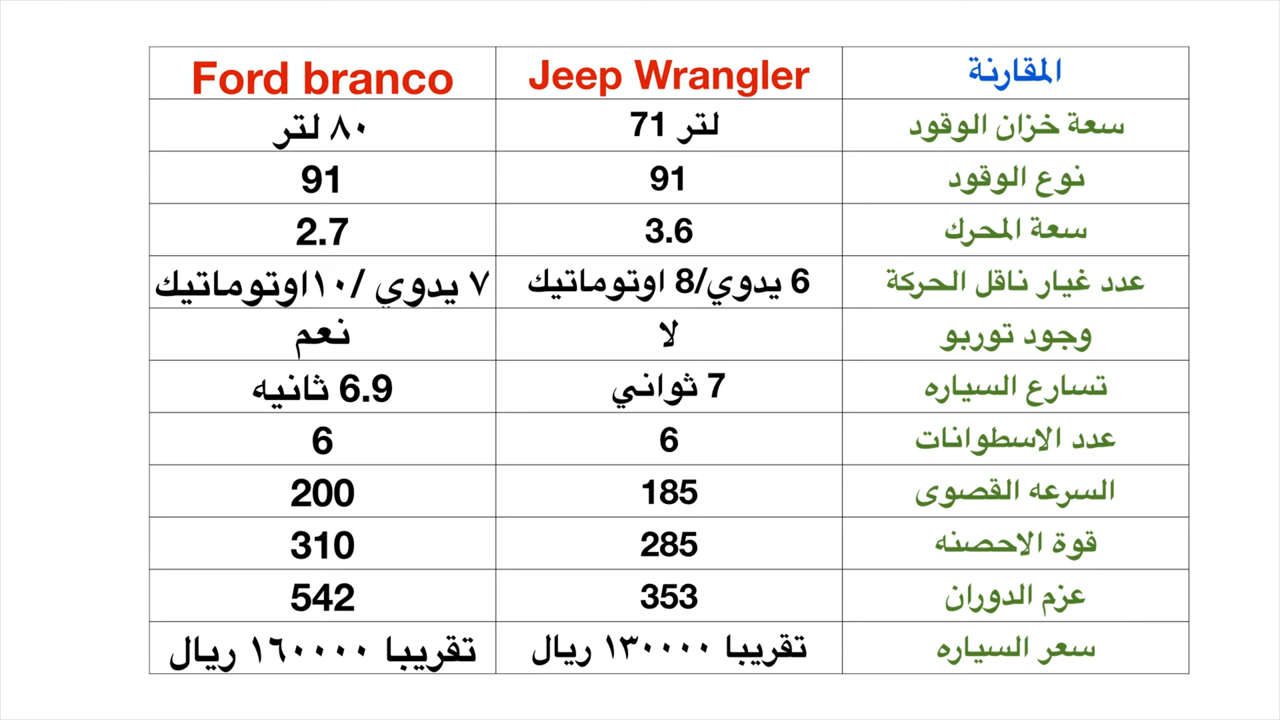 المقارنة Jeep Wrangler Ford branco
سعة خزان الوقود 71 لتر ٨٠ لتر
نوع الوقود 91 91
سعة المحرك 3.6 2.7
عدد غيار ناقل الحركة 6 يدوي/8 اوتوماتيك ٧ يدوي /١٠اوتوماتيك
وجود توربو لا نعم
تسارع السياره 7 ثواني 6.9 ثانيه
عدد الاسطوانات 6 6
السرعه القصوى 185 200
قوة الاحصنه 285 310
عزم الدوران 353 542
سعر السياره تقريبا ١٣٠٠٠٠ ريال تقريبا ١٦٠٠٠٠ ريال